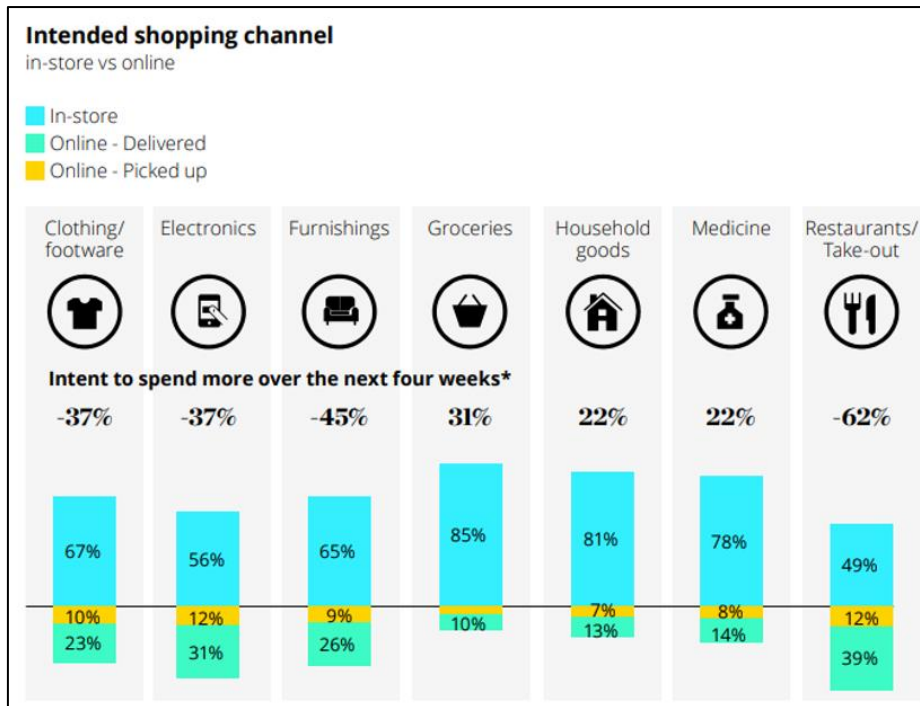 Intended shopping channel
in-store vs online
In-store
Online - Delivered
Online - Picked up
Clothing/
footware
Electronics
Furnishings
Groceries
Household
goods
Medicine
Restaurants/
Take-out
Intent to spend more over the next four weeks*
-37% -37% -45% 31% 22% 22% -62%
67% 56% 65% 85% 81% 78% 49%
10% 12% 9% 7% 8% 12%
23% 31% 26% 10% 13% 14% 39%